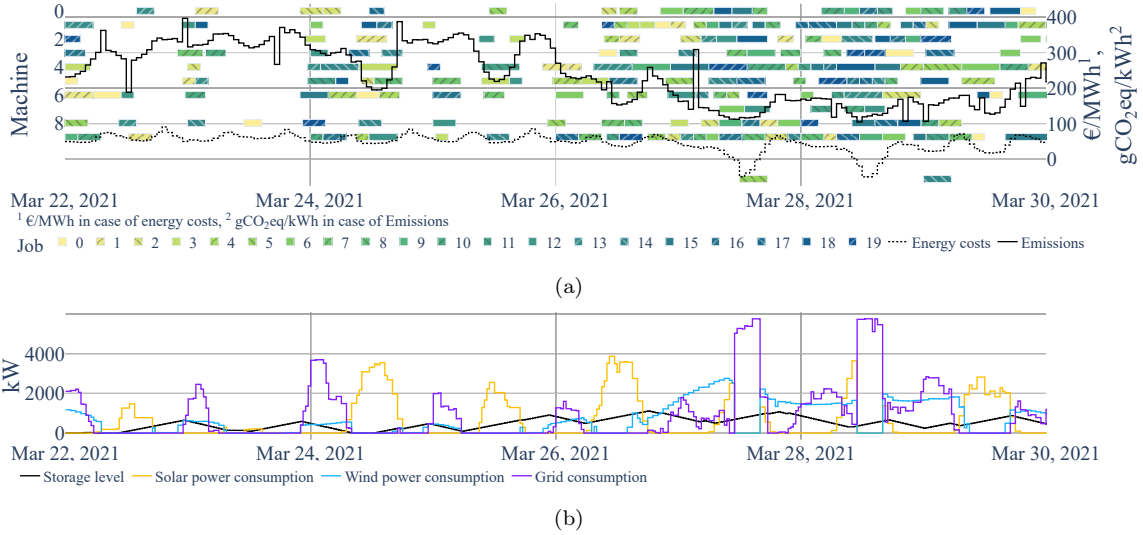 0
2
4
6
8
Machine
400
300
200
100
0
€/MWh¹,
gCO₂eq/kWh²
Mar 22, 2021 Mar 24, 2021 Mar 26, 2021 Mar 28, 2021 Mar 30, 2021
¹ €/MWh in case of energy costs, ² gCO₂eq/kWh in case of Emissions
Job 0 1 2 3 4 5 6 7 8 9 10 11 12 13 14 15 16 17 18 19 Energy costs Emissions
(a)
4000
2000
0
kW
Mar 22, 2021 Mar 24, 2021 Mar 26, 2021 Mar 28, 2021 Mar 30, 2021
Storage level Solar power consumption Wind power consumption Grid consumption
(b)